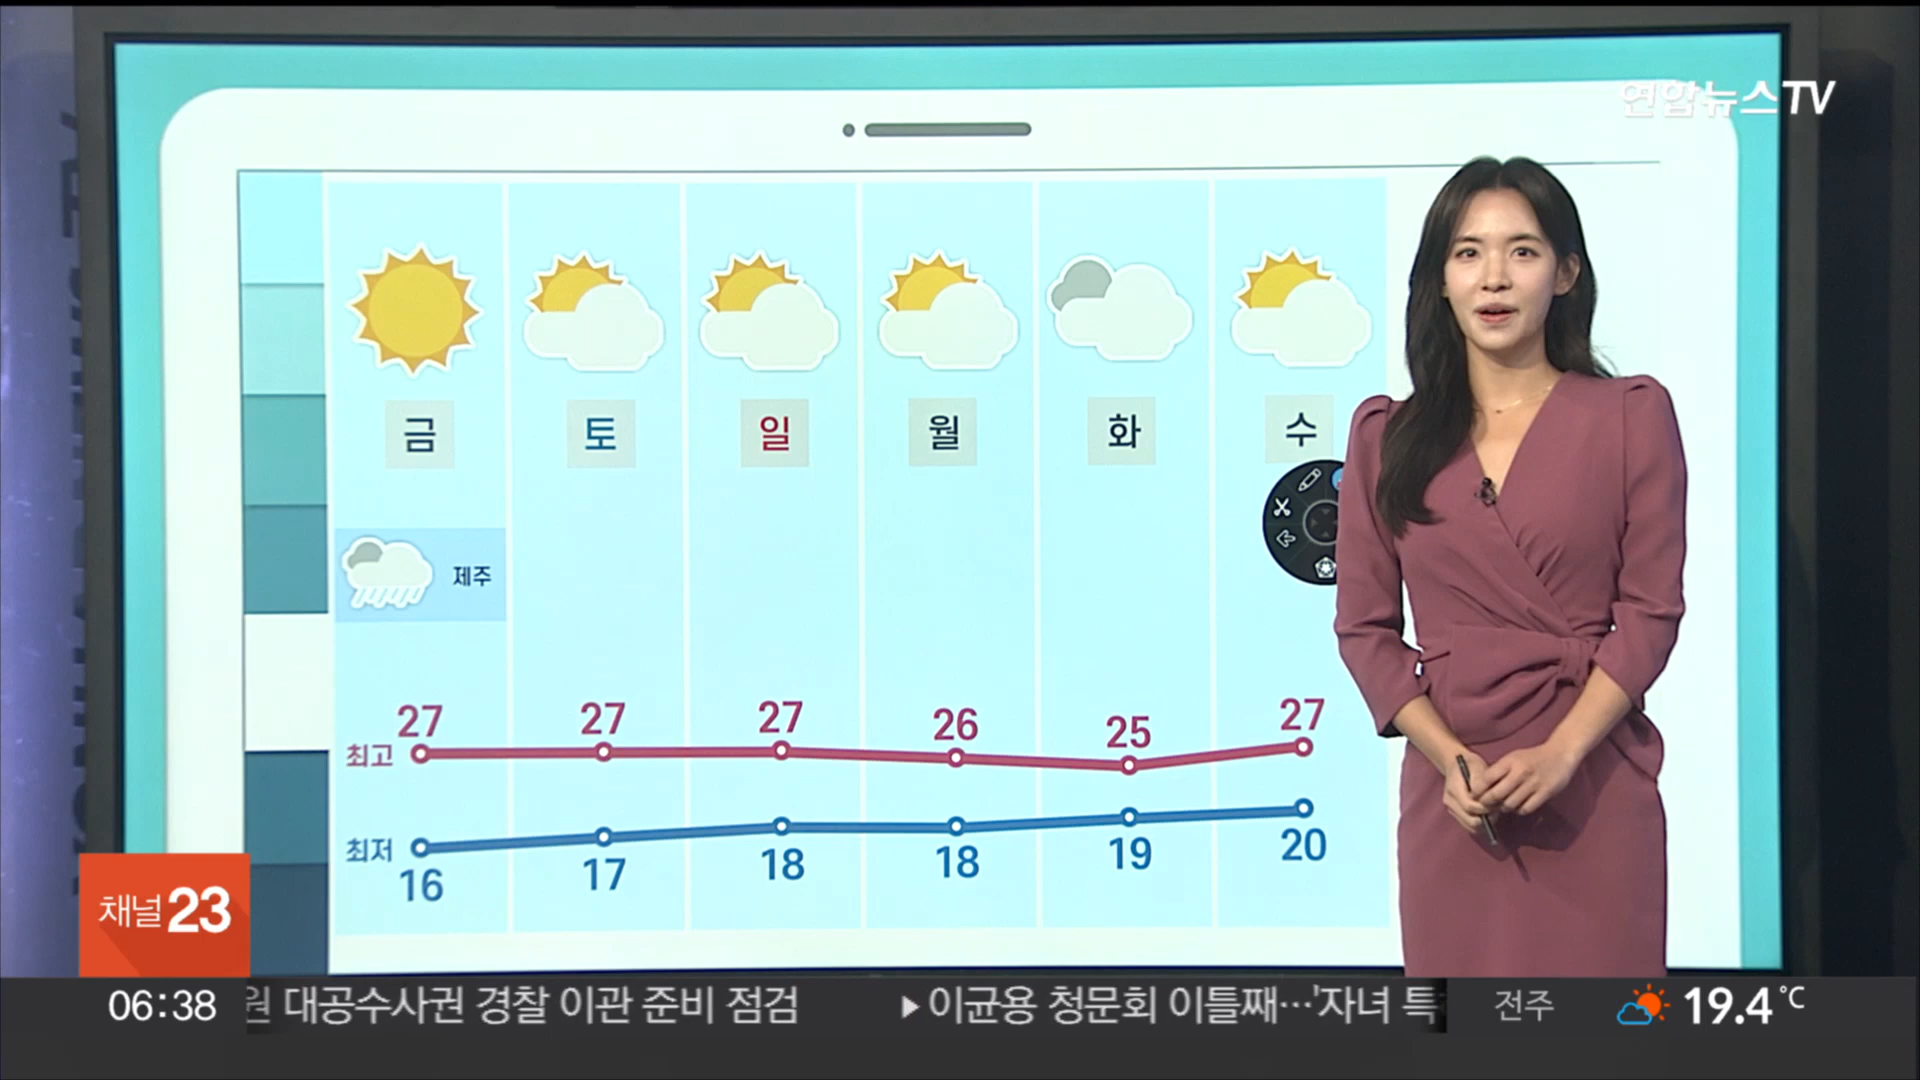 연합뉴스TV
금 토 일 월 화 수
제주
27 27 27 26 25 27
최고
최저
16 17 18 18 19 20
채널 23
06:38 원 대공수사권 경찰 이관 준비 점검 ▶이균용 청문회 이틀째…'자녀 특 전주 19.4℃